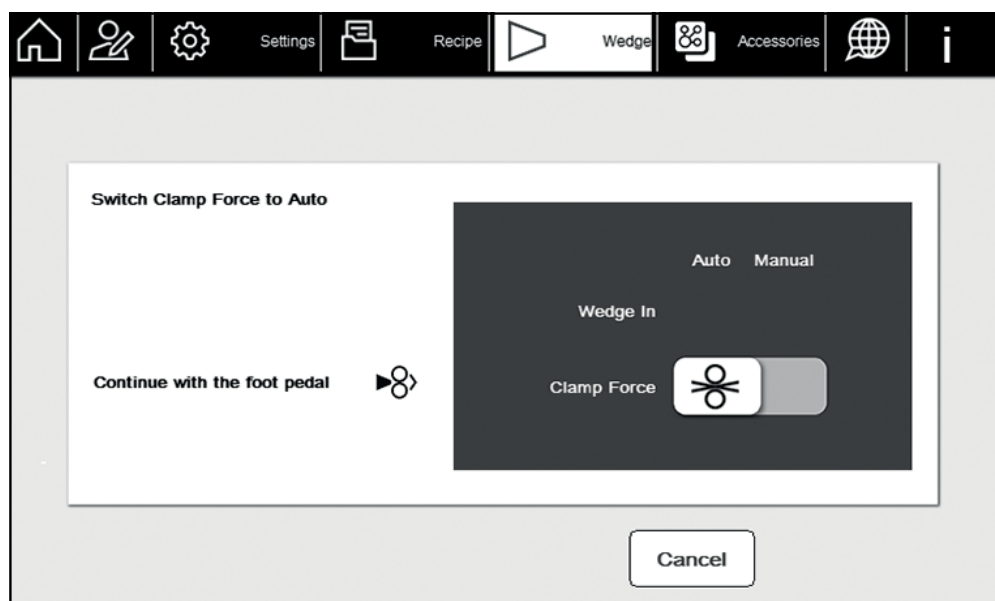 Settings
Recipe
Wedge
Accessories
i
Switch Clamp Force to Auto
Auto Manual
Wedge In
Continue with the foot pedal
Clamp Force
Cancel